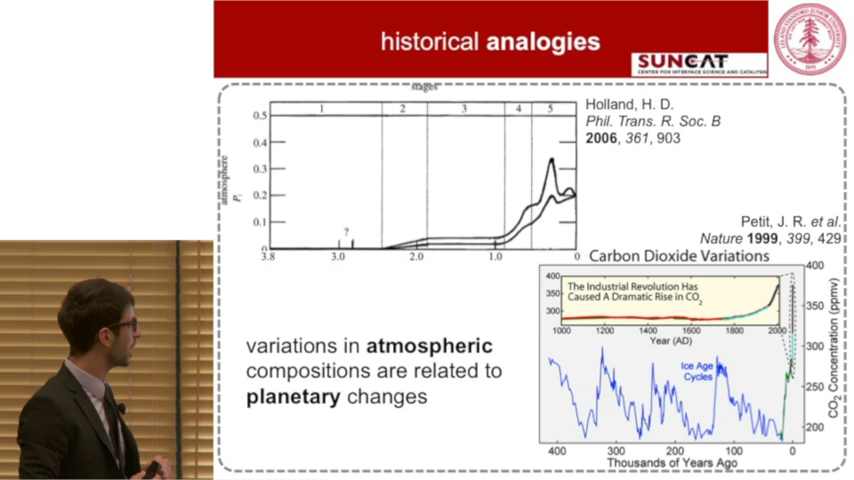 historical analogies
SUNCAT
CENTER FOR INTERFACE SCIENCE AND CATALYSIS
stages
1 2 3 4 5
0.5
0.4
0.3
0.2
0.1
atmosphere
?
3.8 3.0 2.0 1.0 0
Holland, H. D.
Phil. Trans. R. Soc. B
2006, 361, 903
Petit, J. R. et al.
Nature 1999, 399, 429
Carbon Dioxide Variations
The Industrial Revolution Has
Caused A Dramatic Rise in CO2
400
350
300
1000 1200 1400 1600 1800 2000
Year (AD)
Ice Age
Cycles
400
350
300
250
200
CO2 Concentration (ppmv)
400 300 200 100 0
Thousands of Years Ago
variations in atmospheric
compositions are related to
planetary changes